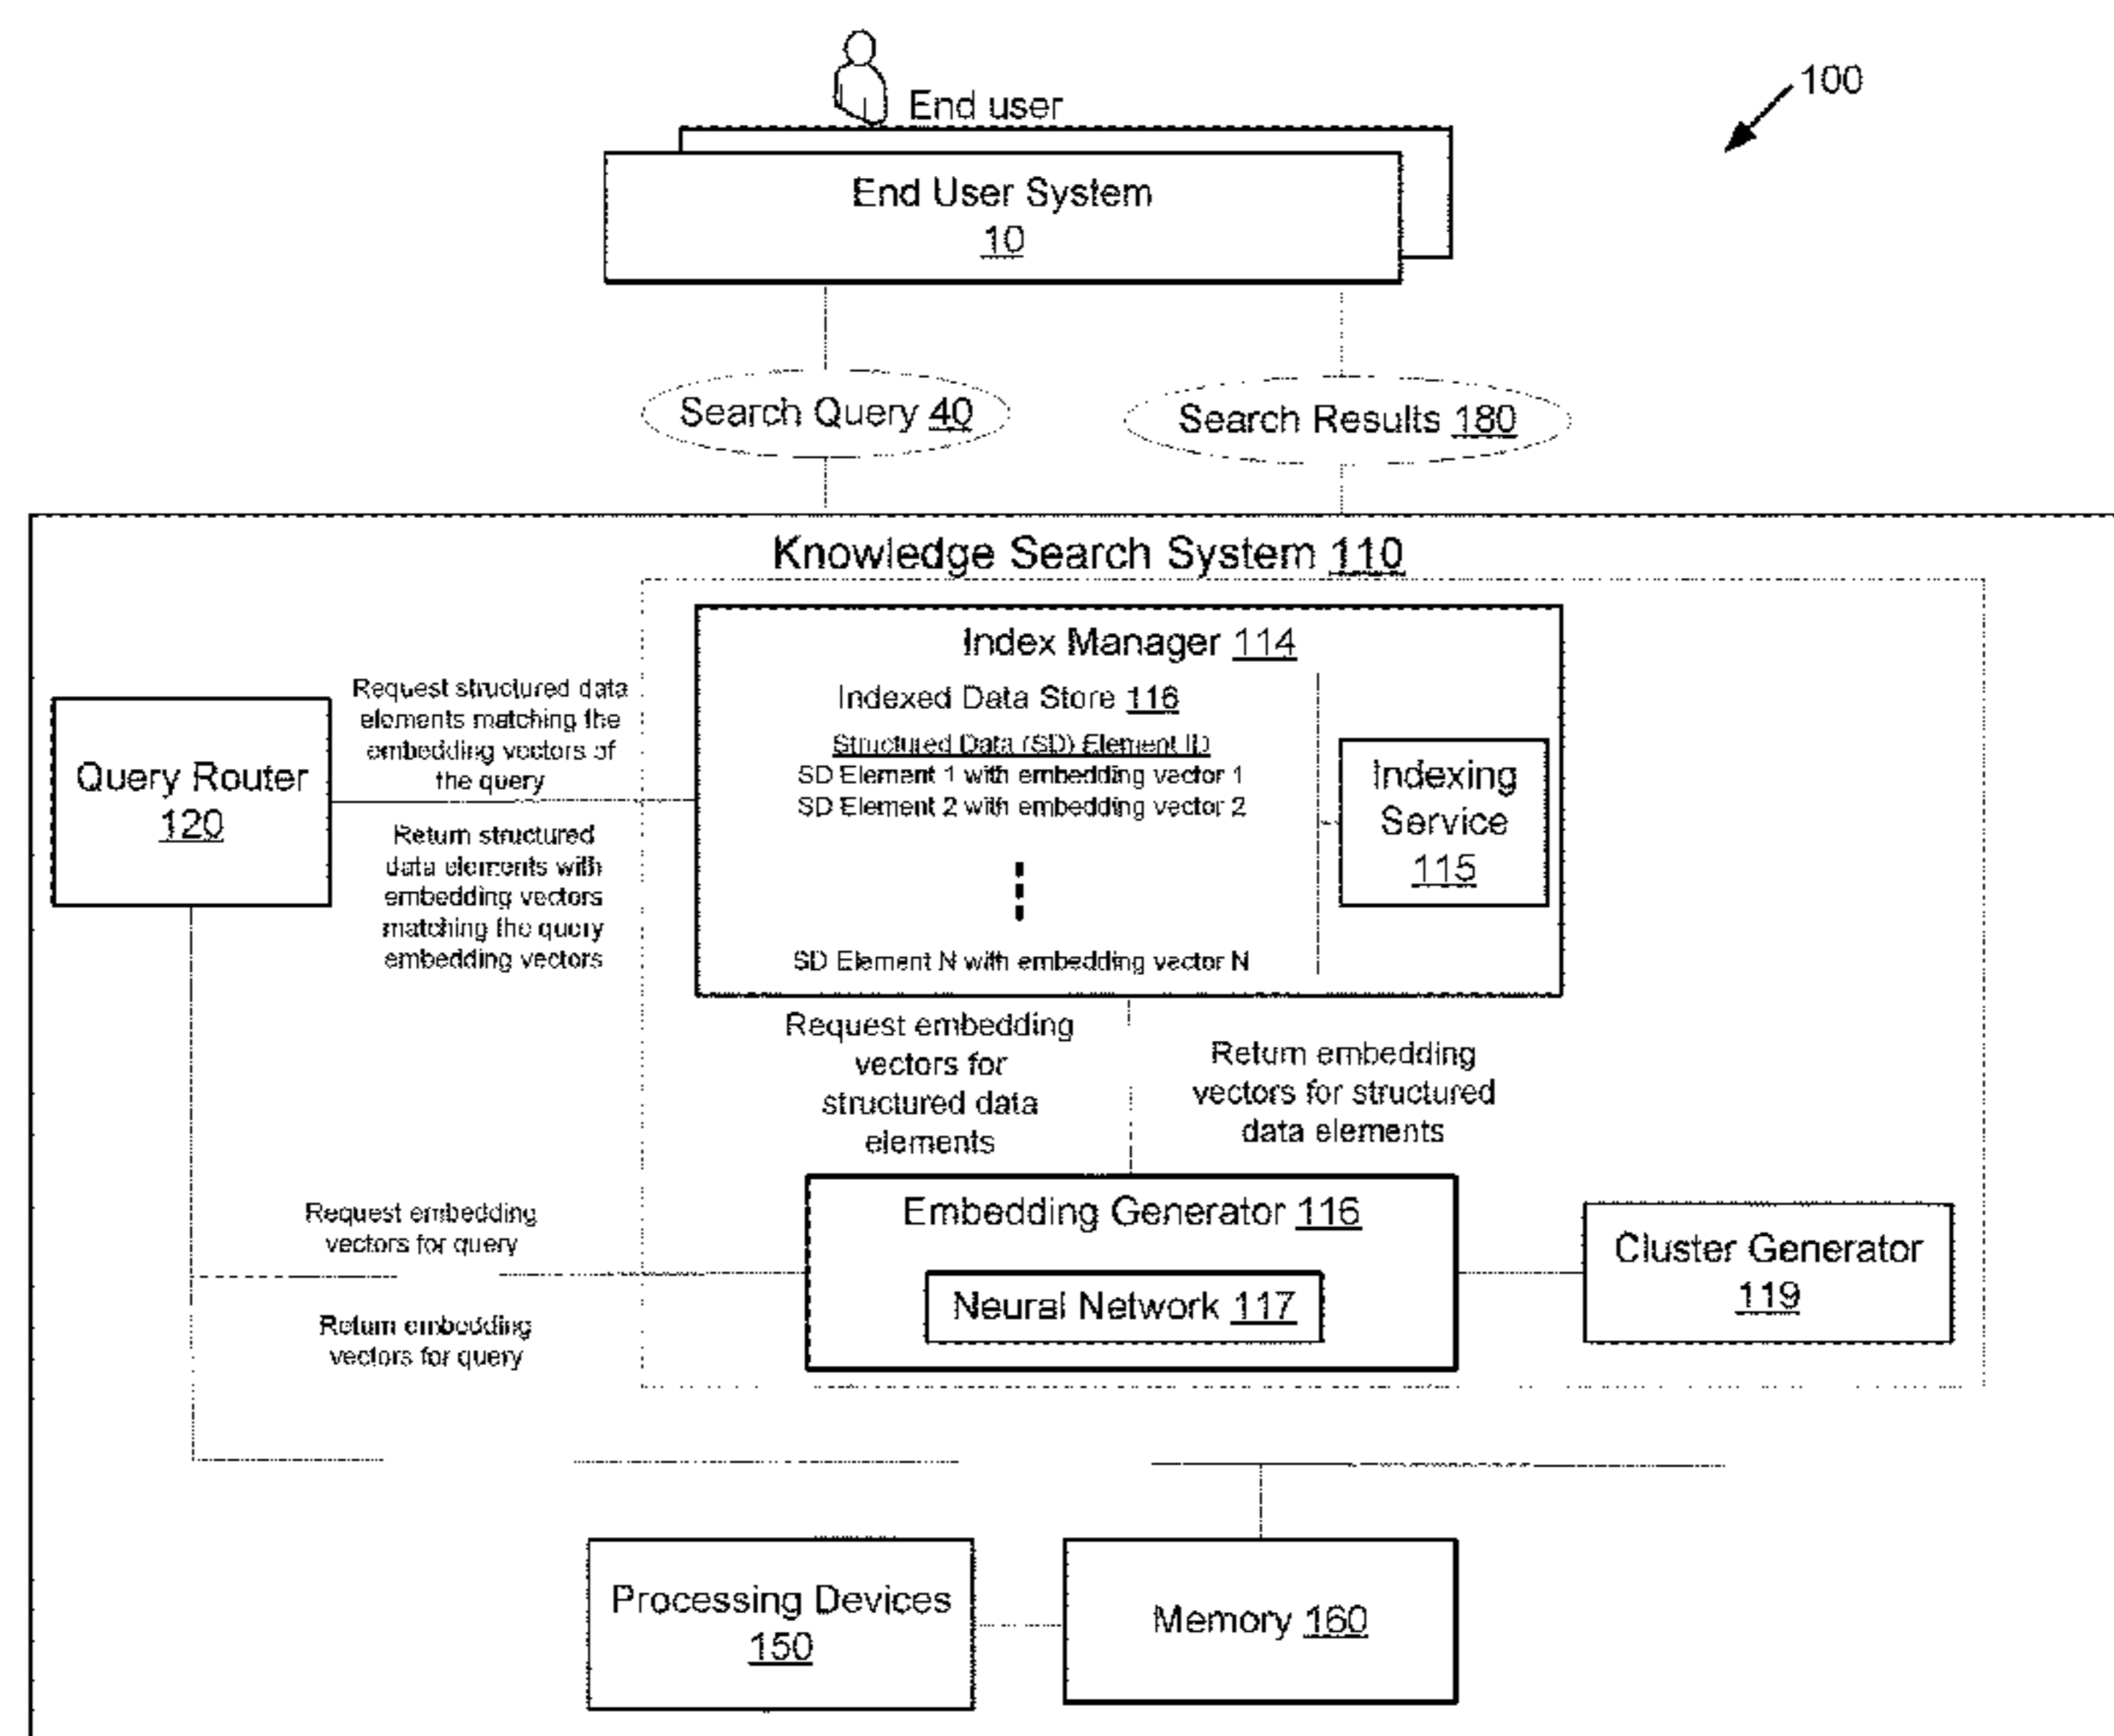 100
End user
End User System
10
Search Query 40
Search Results 180
Knowledge Search System 110
Index Manager 114
Indexed Data Store 116
Structured Data (SD) Element ID
SD Element 1 with embedding vector 1
SD Element 2 with embedding vector 2
SD Element N with embedding vector N
Indexing
Service
115
Query Router
120
Request structured data
elements matching the
embedding vectors of
the query
Return structured
data elements with
embedding vectors
matching the query
embedding vectors
Request embedding
vectors for
structured data
elements
Return embedding
vectors for structured
data elements
Request embedding
vectors for query
Return embedding
vectors for query
Embedding Generator 116
Neural Network 117
Cluster Generator
119
Processing Devices
150
Memory 160